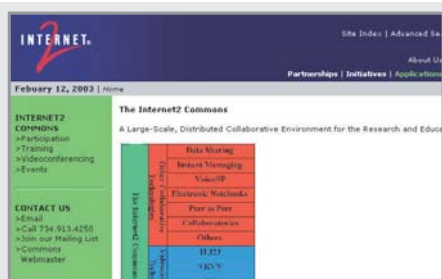 INTERNET®
2
Site Index | Advanced Se
About Us
Partnerships | Initiatives | Application
Febuary 12, 2003 | Home
INTERNET2
COMMONS
>Participation
>Training
>Videoconferencing
>Events
CONTACT US
>Email
>Call 734.913.4250
>Join our Mailing List
>Commons
Webmaster
The Internet2 Commons
A Large-Scale, Distributed Collaborative Environment for the Research and Educa
The Internet2 Commons
Other Collaborative
Technologies
Data Sharing
Instant Messaging
Voice/IP
Electronic Notebooks
Peer to Peer
Collaboratories
Others
H.323
VRVS